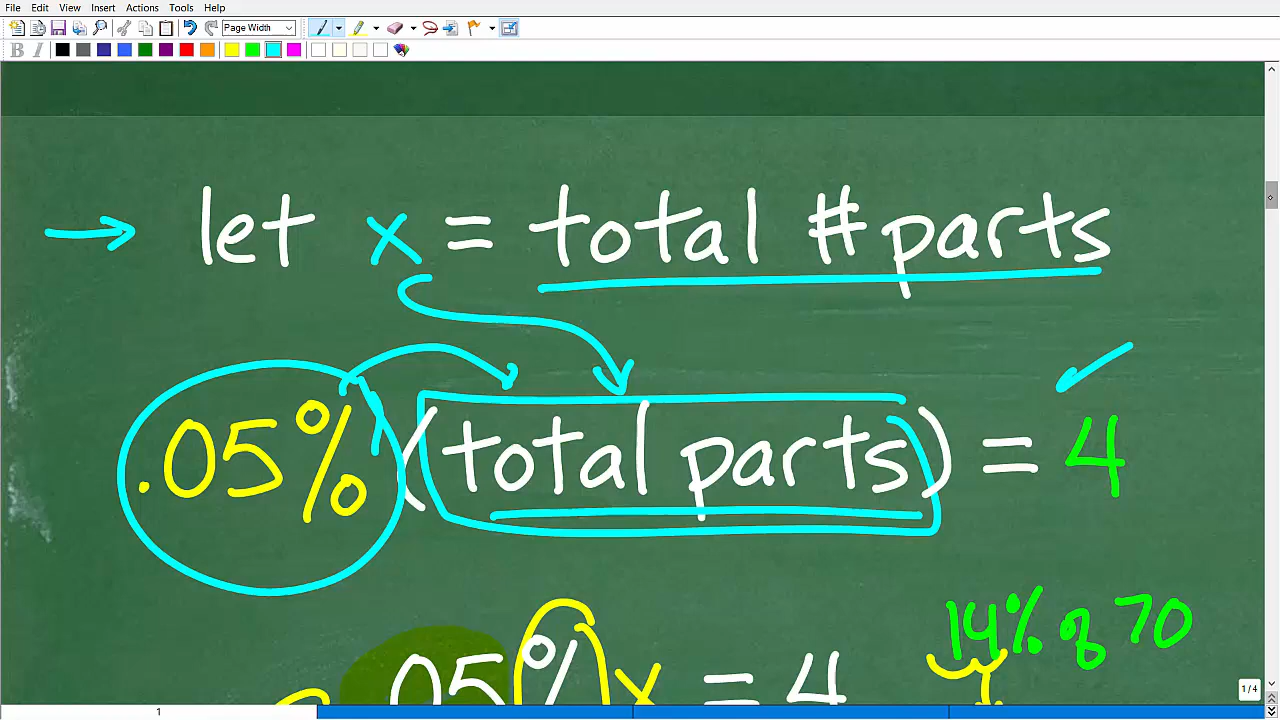 File Edit View Insert Actions Tools Help
Page Width
B I
let x = total # parts
.05% (total parts) = 4
14% of 70
.05% x = 4
1/4
1